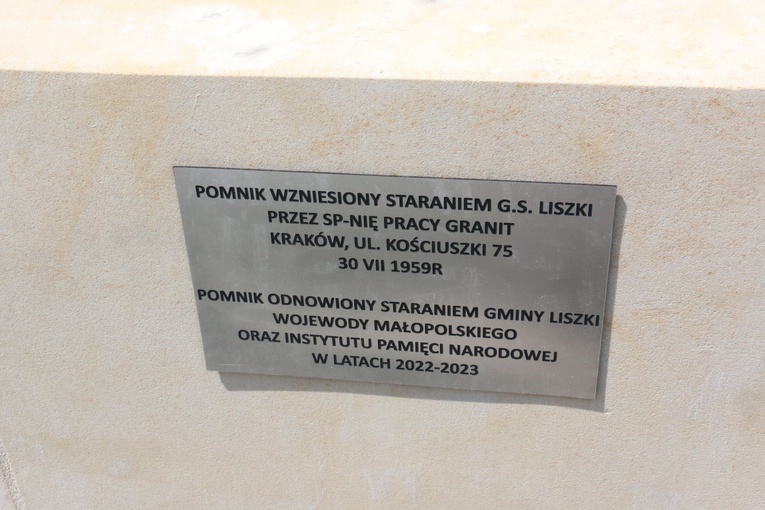 POMNIK WZNIESIONY STARANIEM G.S. LISZKI
PRZEZ SP-NIĘ PRACY GRANIT
KRAKÓW, UL. KOŚCIUSZKI 75
30 VII 1959R
POMNIK ODNOWIONY STARANIEM GMINY LISZKI
WOJEWODY MAŁOPOLSKIEGO
ORAZ INSTYTUTU PAMIĘCI NARODOWEJ
W LATACH 2022-2023